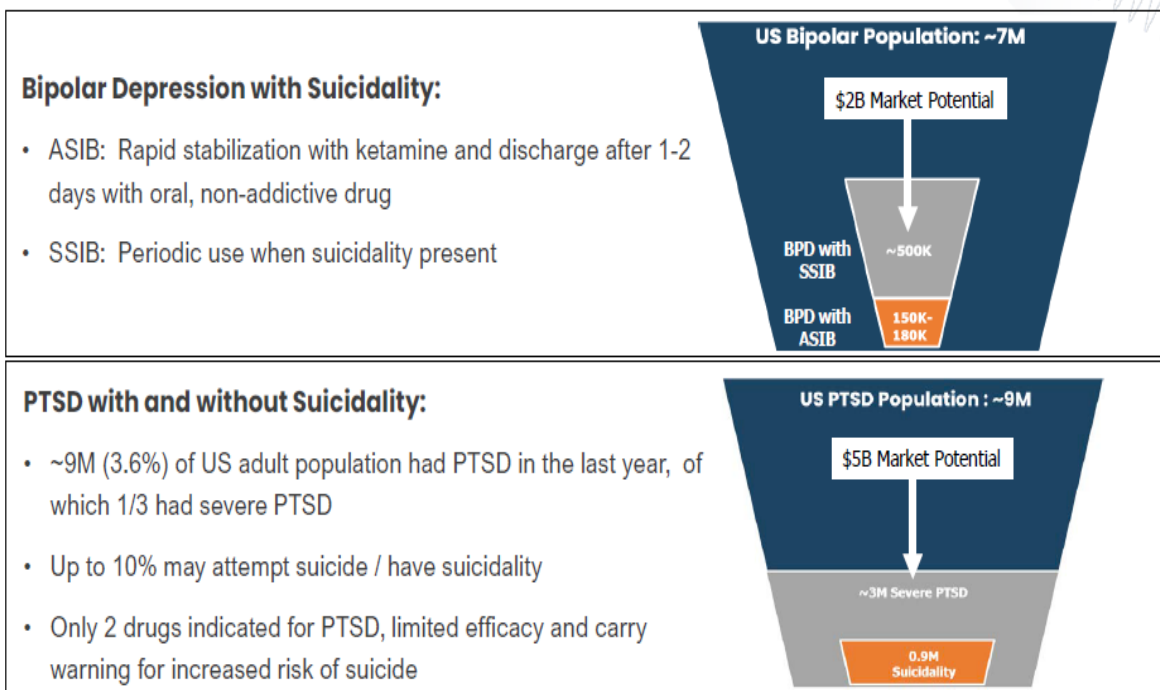 Bipolar Depression with Suicidality:
• ASIB: Rapid stabilization with ketamine and discharge after 1-2
days with oral, non-addictive drug
• SSIB: Periodic use when suicidality present
US Bipolar Population: ~7M
$2B Market Potential
BPD with
SSIB
~500K
BPD with
ASIB
150K-
180K
PTSD with and without Suicidality:
• ~9M (3.6%) of US adult population had PTSD in the last year, of
which 1/3 had severe PTSD
• Up to 10% may attempt suicide / have suicidality
• Only 2 drugs indicated for PTSD, limited efficacy and carry
warning for increased risk of suicide
US PTSD Population : ~9M
$5B Market Potential
~3M Severe PTSD
0.9M
Suicidality